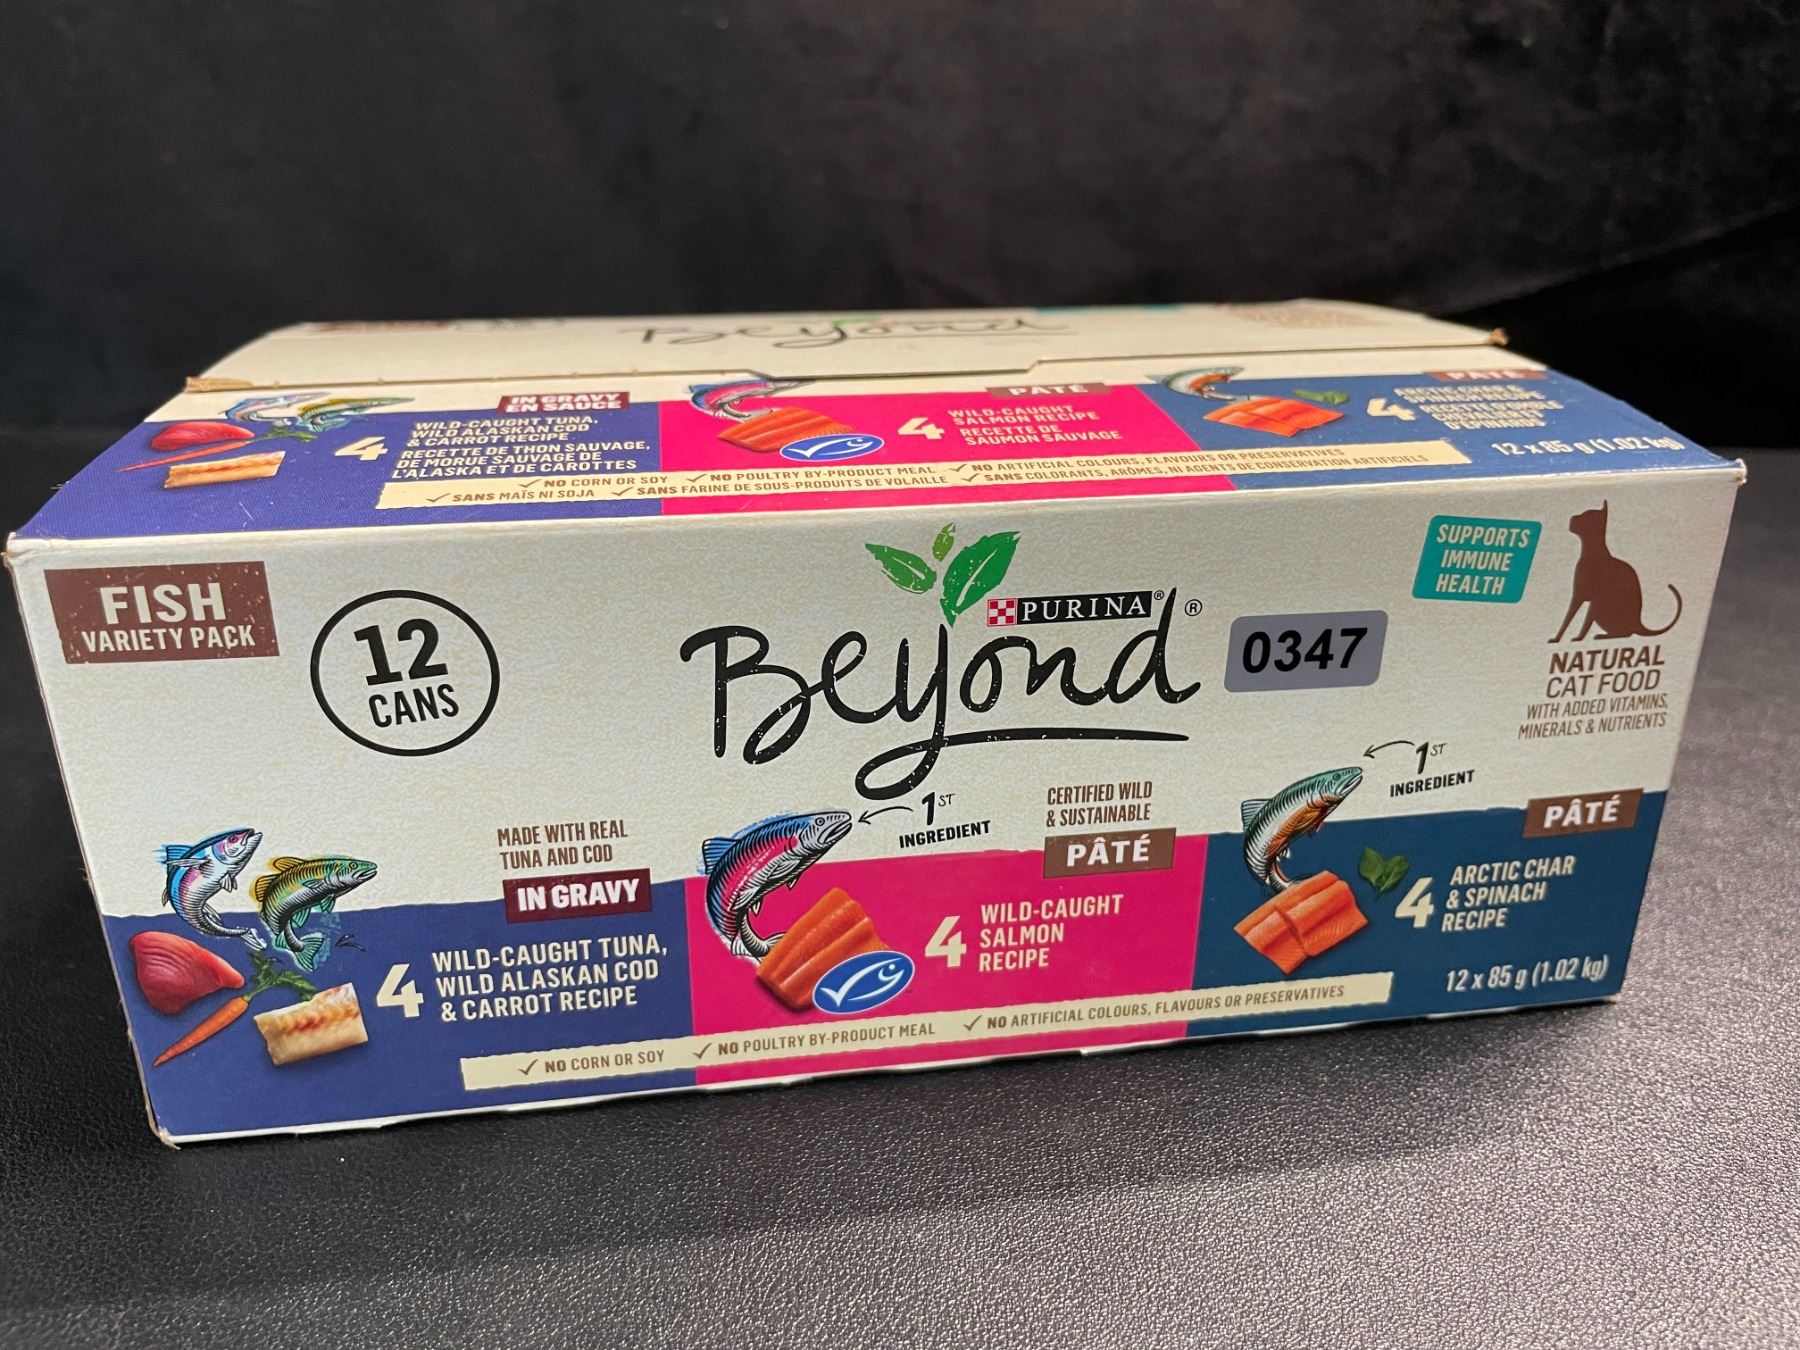 Beyond
IN GRAVY
EN SAUCE
4
WILD-CAUGHT TUNA,
WILD ALASKAN COD
& CARROT RECIPE
RECETTE DE THON SAUVAGE,
DE MORUE SAUVAGE DE
L'ALASKA ET DE CAROTTES
PÂTÉ
4
WILD-CAUGHT
SALMON RECIPE
RECETTE DE
SAUMON SAUVAGE
PÂTÉ
4
D'ÉPINARDS
12 x 85 g (1.02 kg)
✓ NO CORN OR SOY ✓ NO POULTRY BY-PRODUCT MEAL ✓ NO ARTIFICIAL COLOURS, FLAVOURS OR PRESERVATIVES
✓ SANS MAÏS NI SOJA ✓ SANS FARINE DE SOUS-PRODUITS DE VOLAILLE ✓ SANS COLORANTS, ARÔMES, NI AGENTS DE CONSERVATION ARTIFICIELS
FISH
VARIETY PACK
12
CANS
PURINA®
Beyond®
0347
SUPPORTS
IMMUNE
HEALTH
NATURAL
CAT FOOD
WITH ADDED VITAMINS,
MINERALS & NUTRIENTS
MADE WITH REAL
TUNA AND COD
IN GRAVY
4
WILD-CAUGHT TUNA,
WILD ALASKAN COD
& CARROT RECIPE
1ST
INGREDIENT
CERTIFIED WILD
& SUSTAINABLE
PÂTÉ
4
WILD-CAUGHT
SALMON
RECIPE
1ST
INGREDIENT
PÂTÉ
4
ARCTIC CHAR
& SPINACH
RECIPE
12 x 85 g (1.02 kg)
✓ NO CORN OR SOY ✓ NO POULTRY BY-PRODUCT MEAL ✓ NO ARTIFICIAL COLOURS, FLAVOURS OR PRESERVATIVES